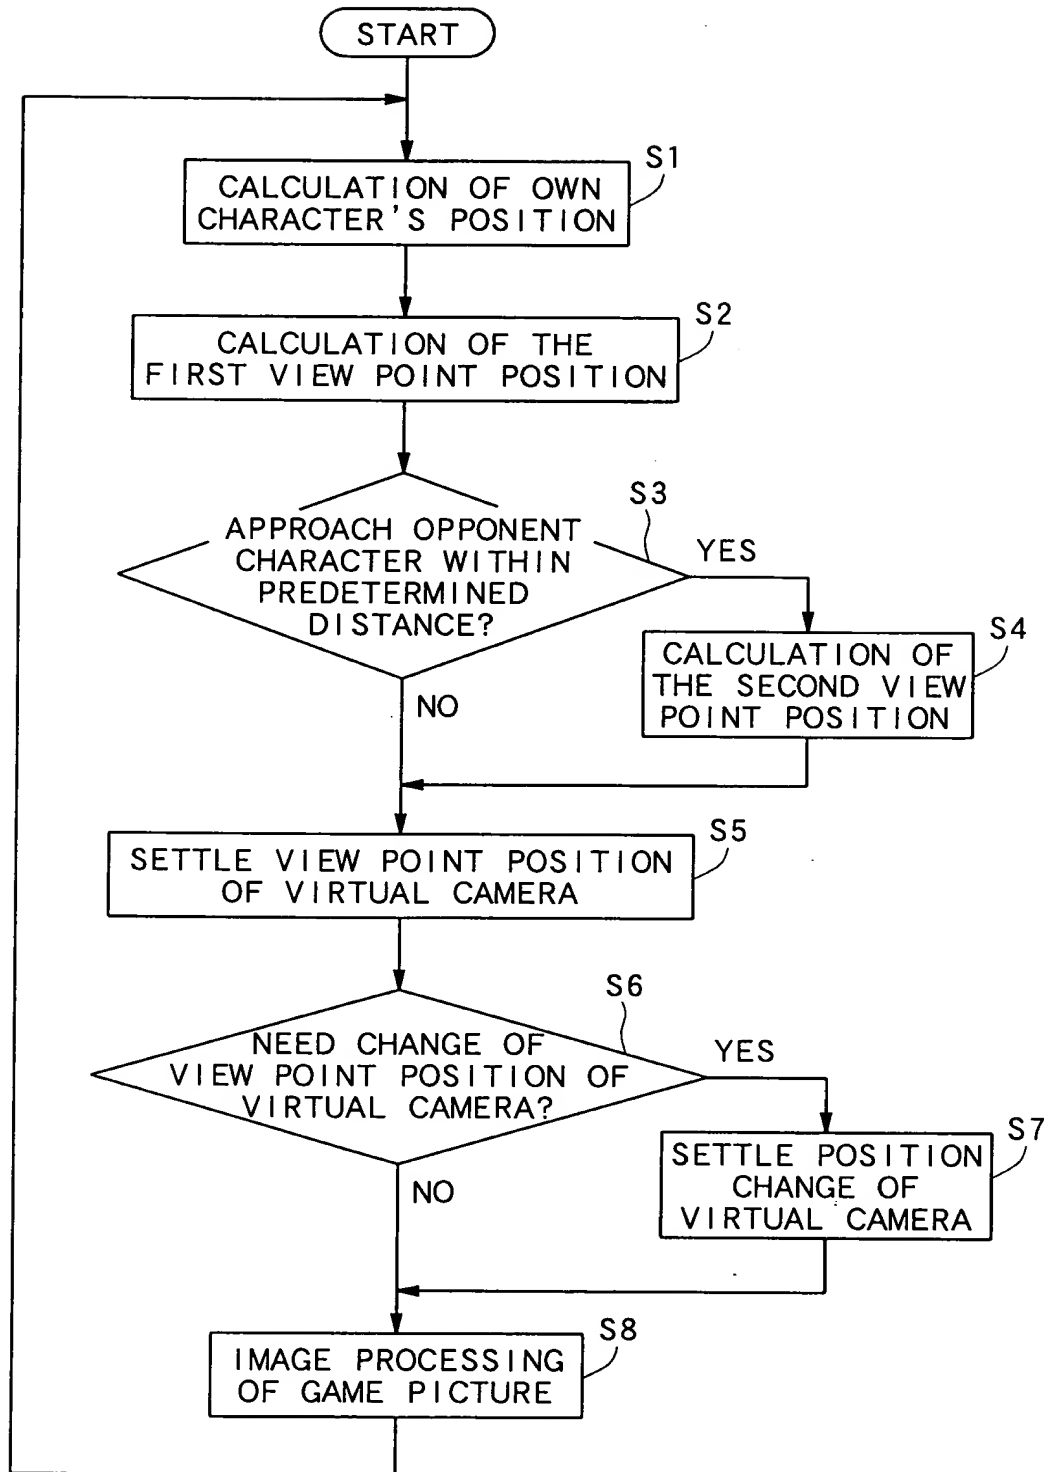 START
S1
CALCULATION OF OWN
CHARACTER'S POSITION
S2
CALCULATION OF THE
FIRST VIEW POINT POSITION
S3
APPROACH OPPONENT
CHARACTER WITHIN
PREDETERMINED
DISTANCE?
YES
S4
CALCULATION OF
THE SECOND VIEW
POINT POSITION
NO
S5
SETTLE VIEW POINT POSITION
OF VIRTUAL CAMERA
S6
NEED CHANGE OF
VIEW POINT POSITION OF
VIRTUAL CAMERA?
YES
S7
SETTLE POSITION
CHANGE OF
VIRTUAL CAMERA
NO
S8
IMAGE PROCESSING
OF GAME PICTURE